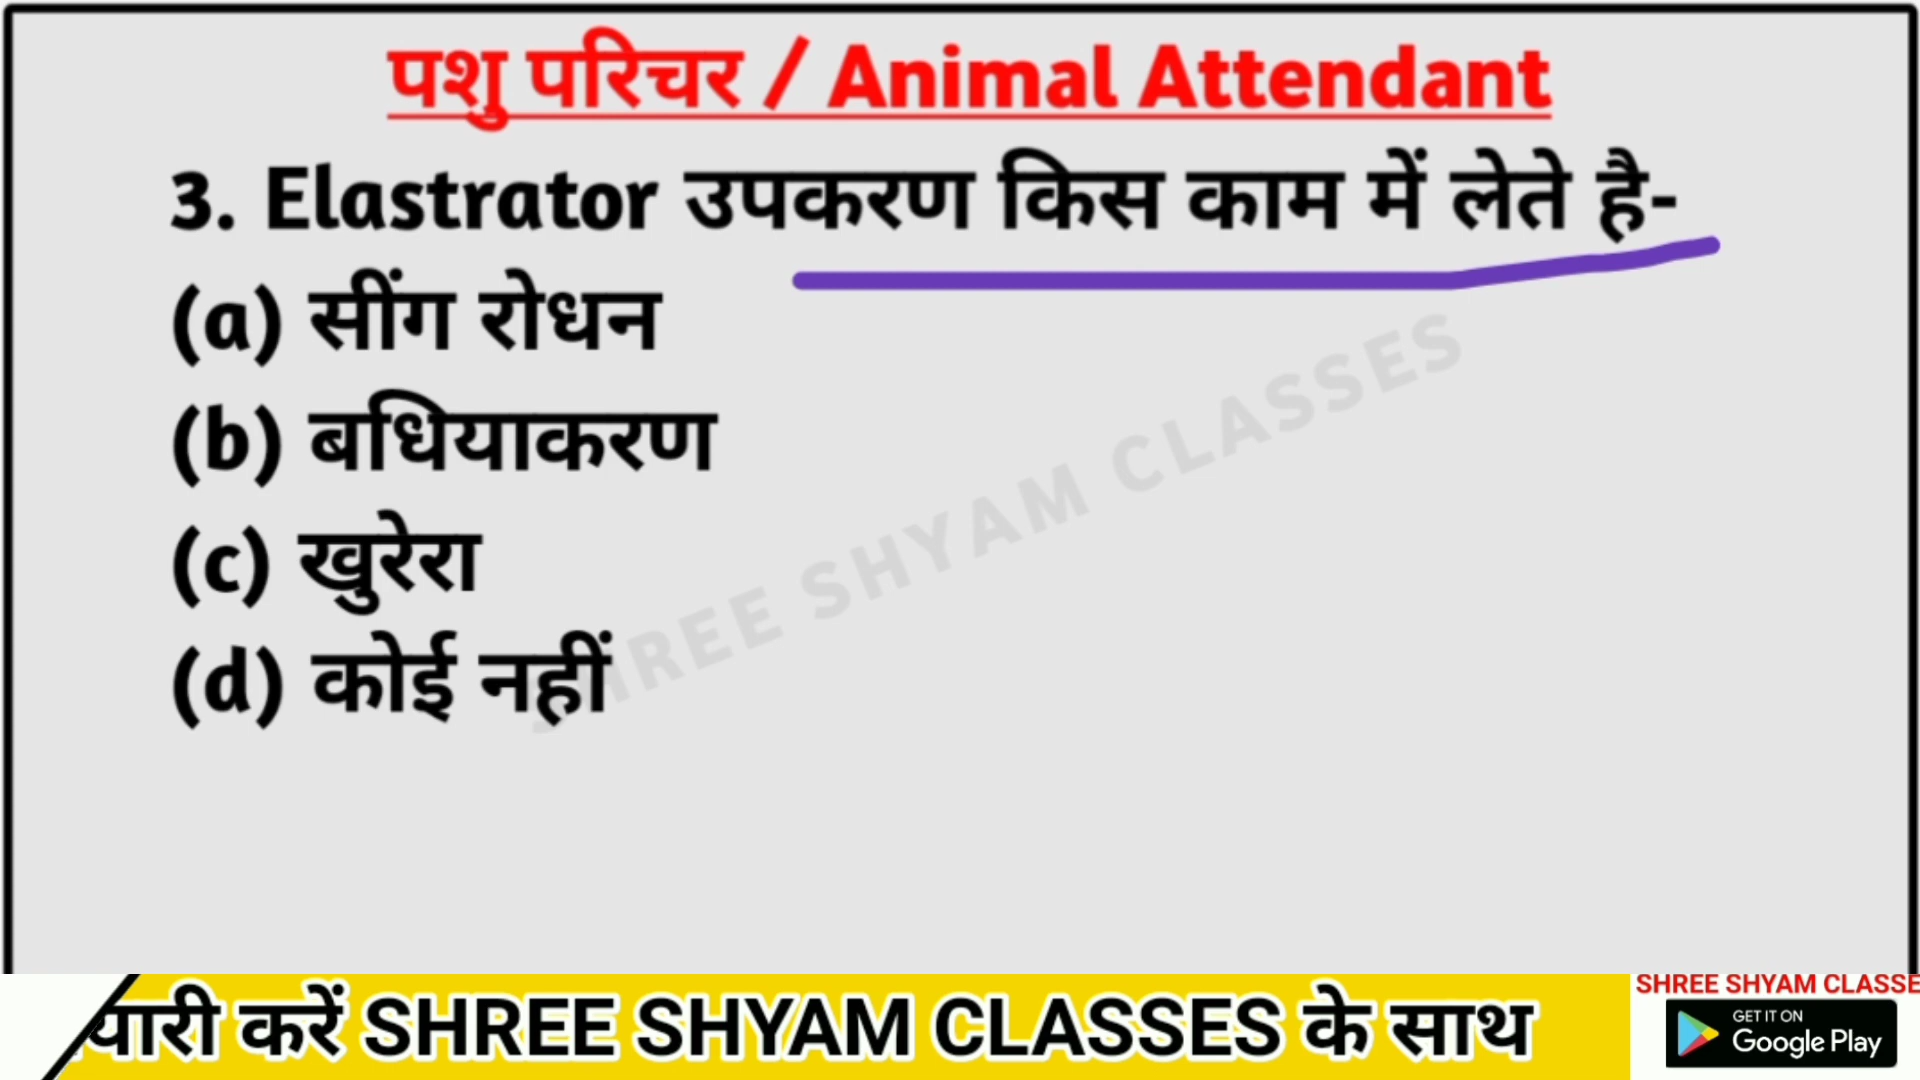 पशु परिचर / Animal Attendant
3. Elastrator उपकरण किस काम में लेते है-
(a) सींग रोधन
(b) बधियाकरण
(c) खुरेरा
(d) कोई नहीं
SHREE SHYAM CLASSES
यारी करें SHREE SHYAM CLASSES के साथ
SHREE SHYAM CLASSE
GET IT ON
Google Play